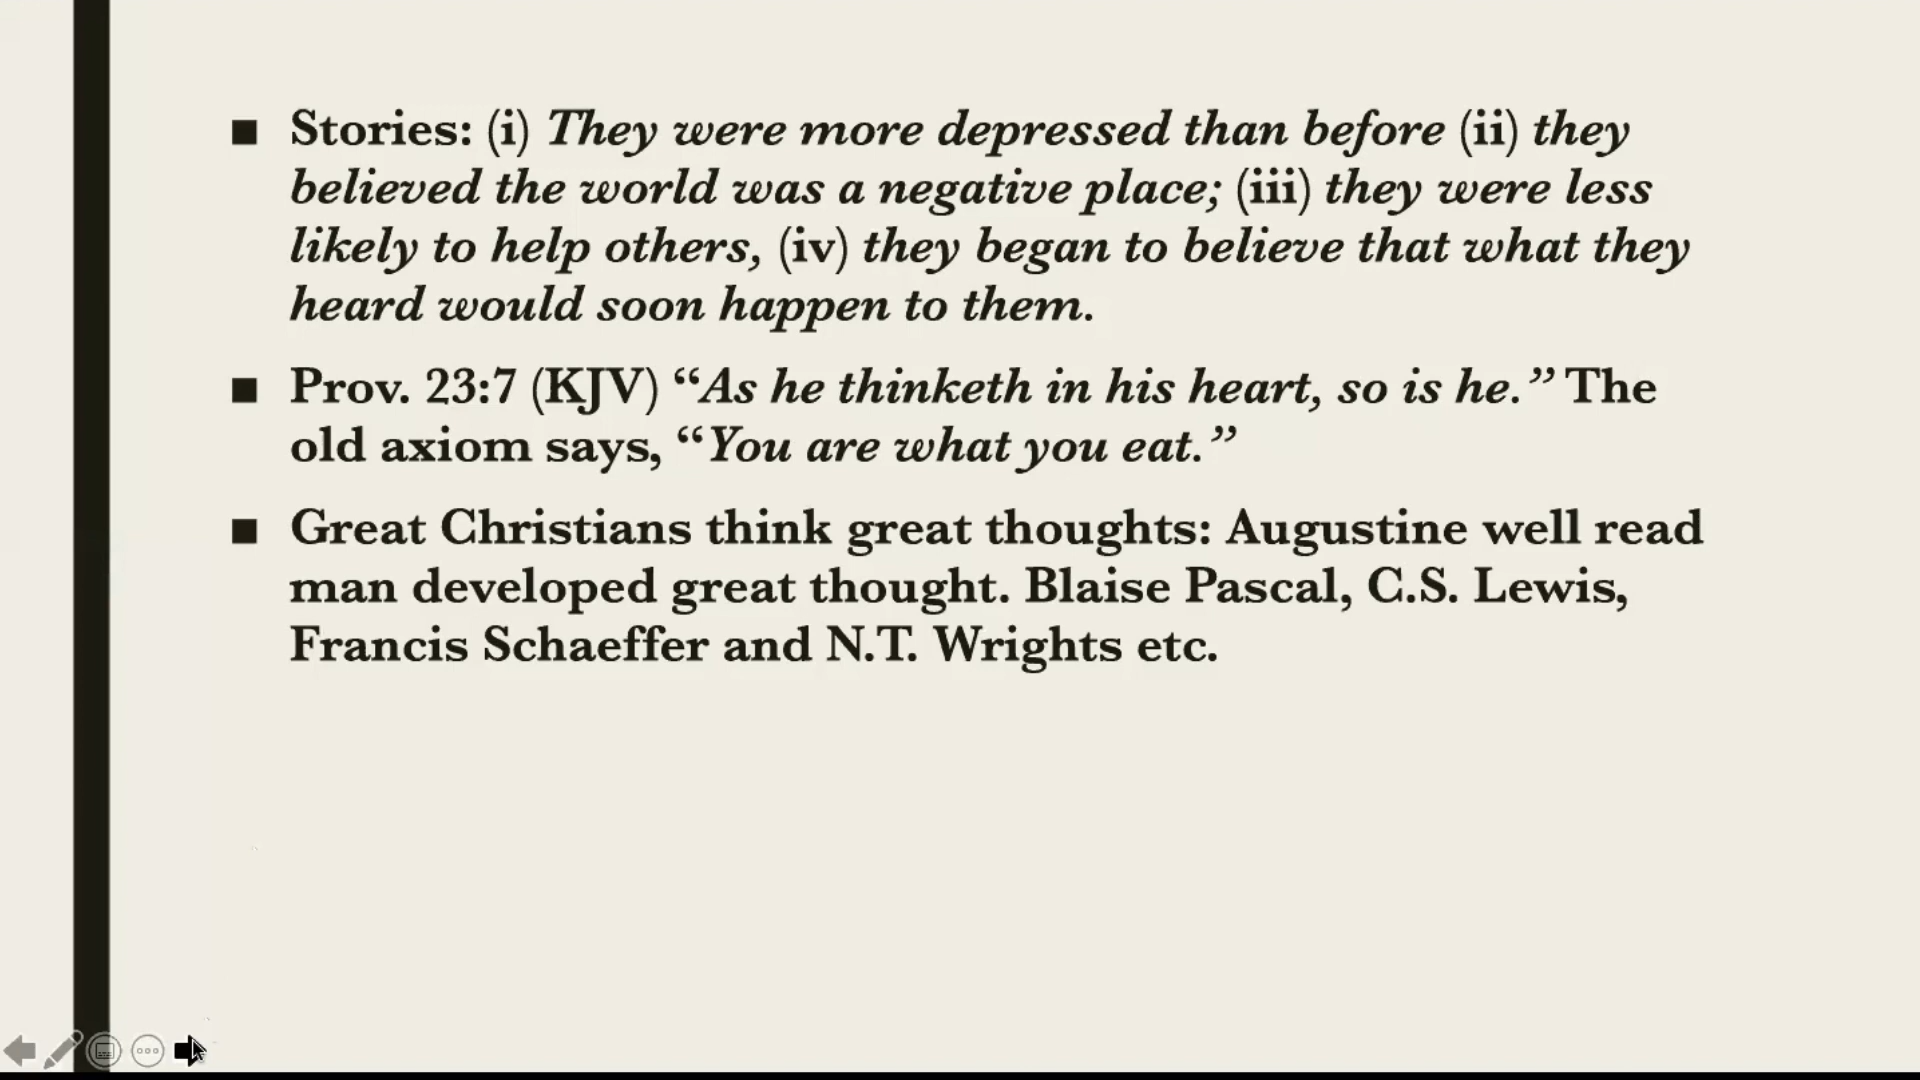 ■ Stories: (i) They were more depressed than before (ii) they
believed the world was a negative place; (iii) they were less
likely to help others, (iv) they began to believe that what they
heard would soon happen to them.
■ Prov. 23:7 (KJV) “As he thinketh in his heart, so is he.” The
old axiom says, “You are what you eat.”
■ Great Christians think great thoughts: Augustine well read
man developed great thought. Blaise Pascal, C.S. Lewis,
Francis Schaeffer and N.T. Wrights etc.